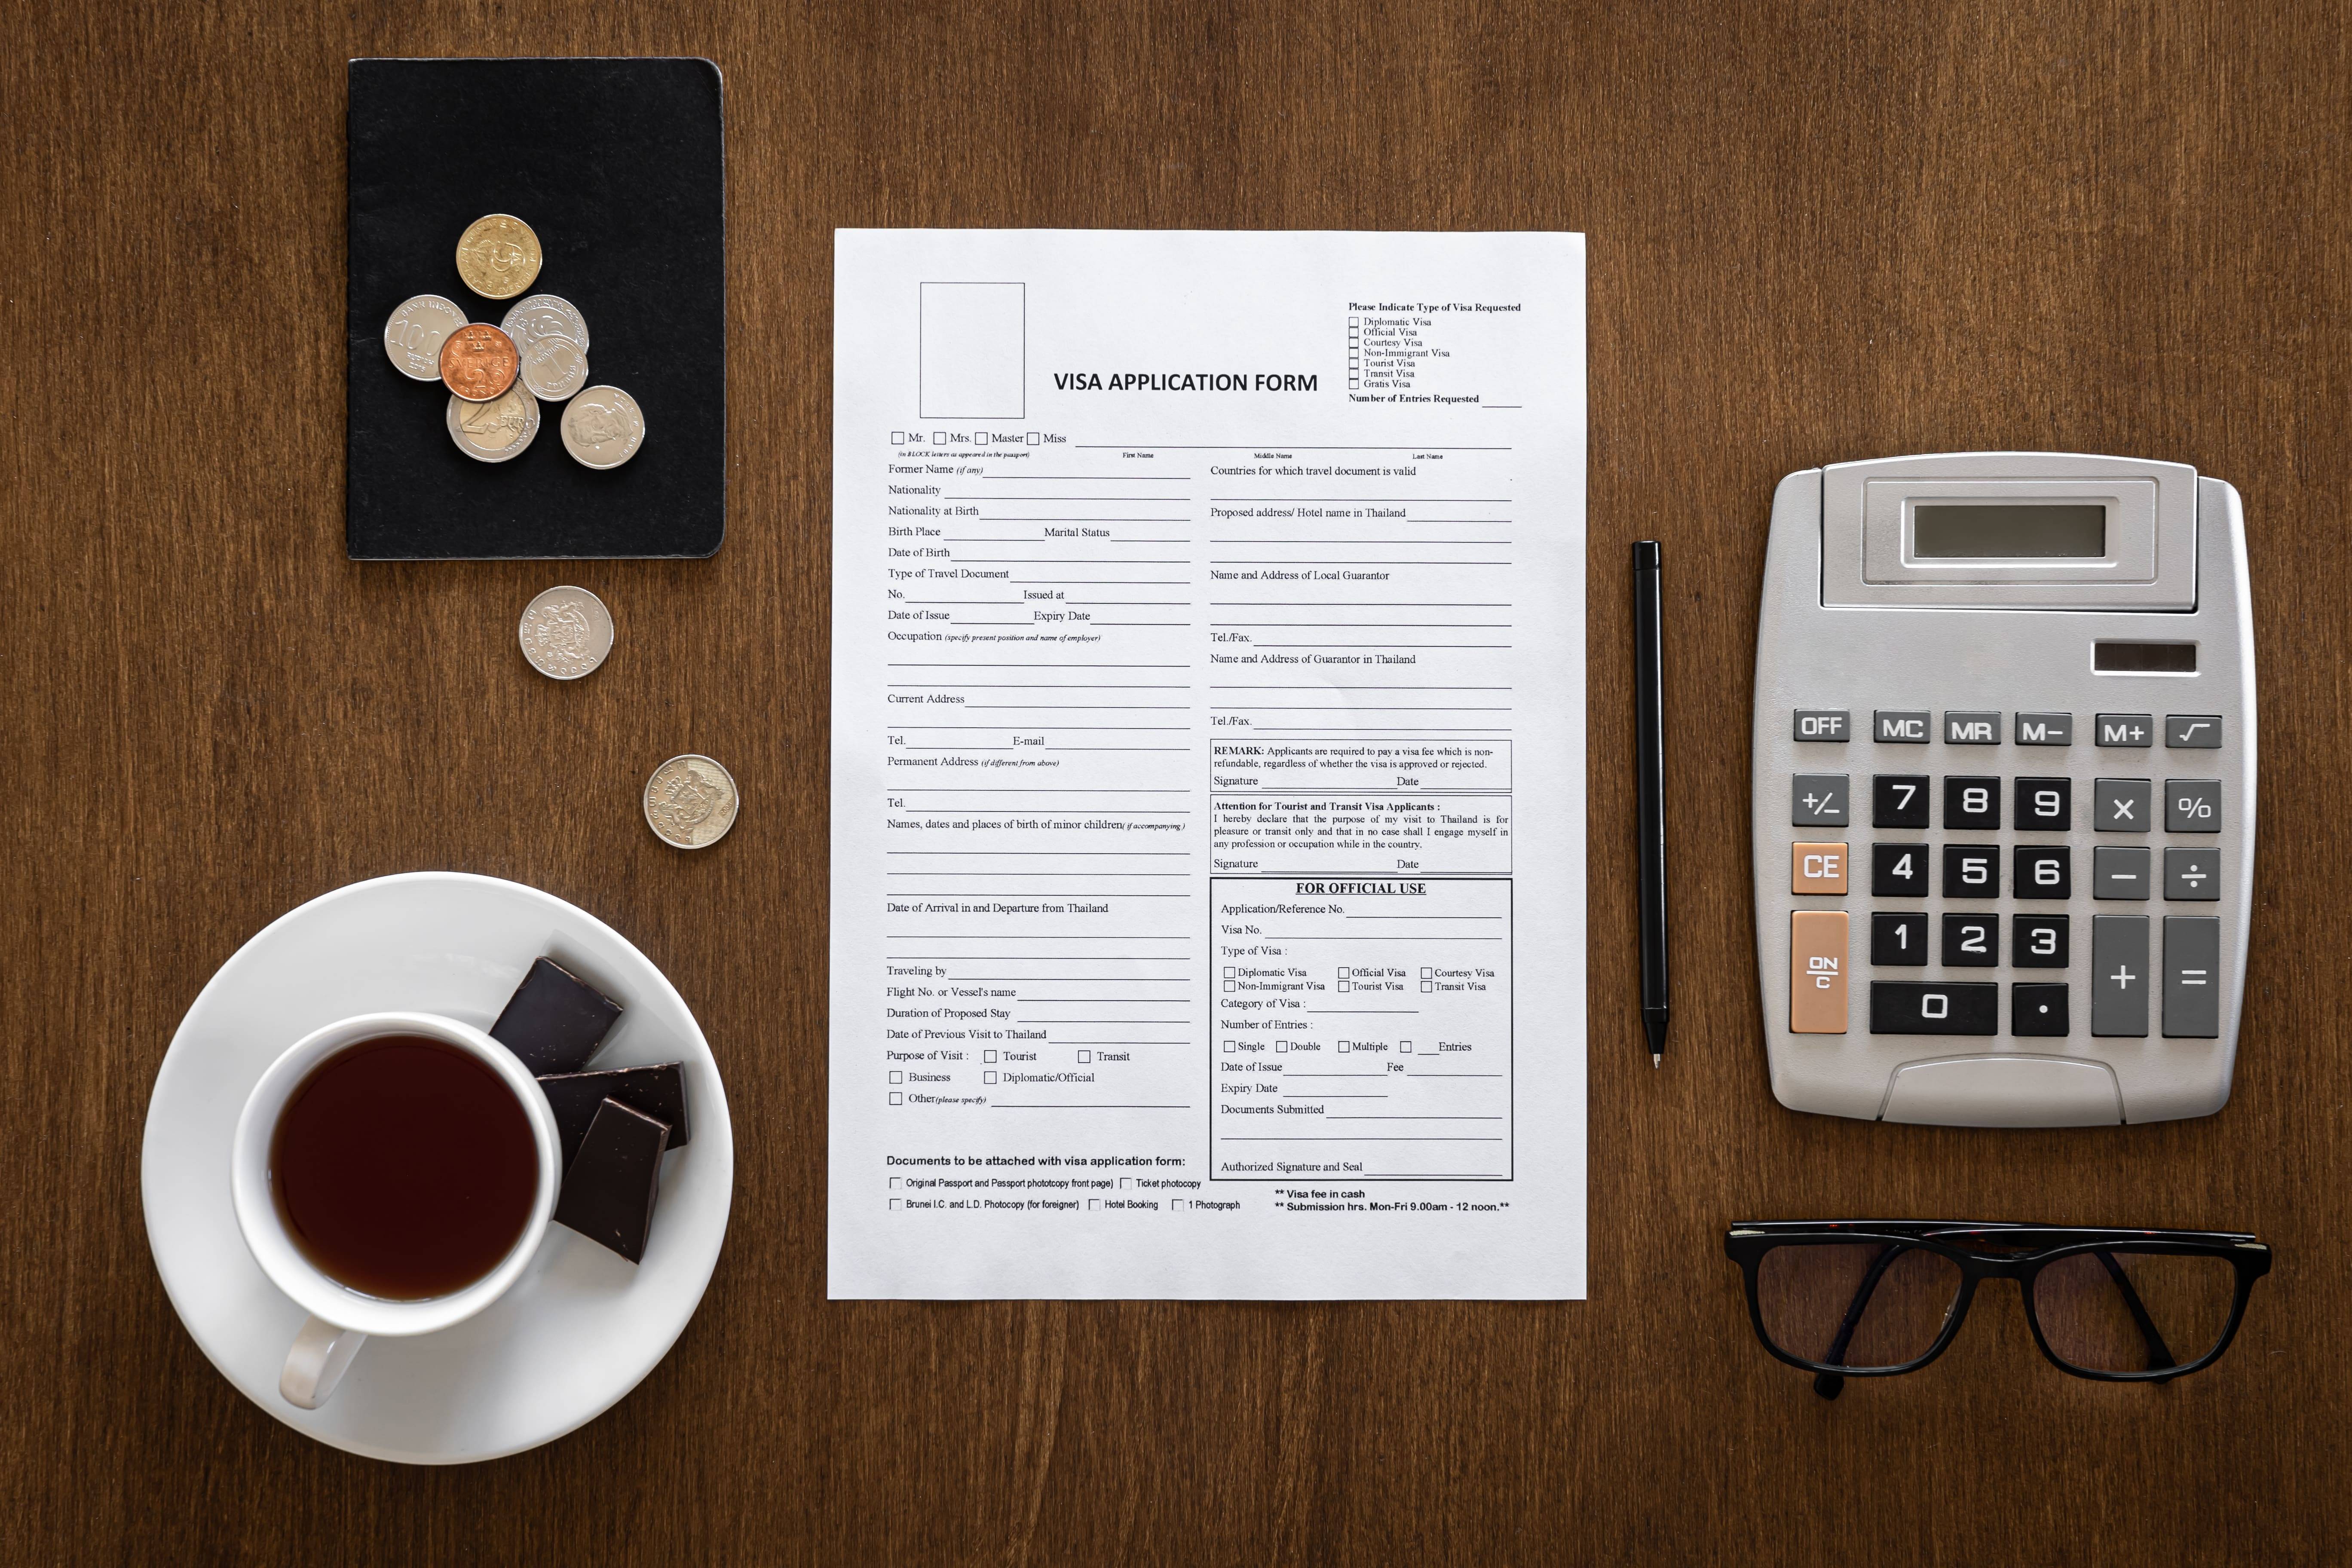 VISA APPLICATION FORM
Please Indicate Type of Visa Requested
Diplomatic Visa
Official Visa
Courtesy Visa
Non-Immigrant Visa
Tourist Visa
Transit Visa
Gratis Visa
Number of Entries Requested
Mr. Mrs. Master Miss
(in BLOCK letters as appeared in the passport) First Name Middle Name Last Name
Former Name (if any)
Nationality
Nationality at Birth
Birth Place Marital Status
Date of Birth
Type of Travel Document
No. Issued at
Date of Issue Expiry Date
Occupation (specify present position and name of employer)
Current Address
Tel. E-mail
Permanent Address (if different from above)
Tel.
Names, dates and places of birth of minor children( if accompanying )
Date of Arrival in and Departure from Thailand
Traveling by
Flight No. or Vessel's name
Duration of Proposed Stay
Date of Previous Visit to Thailand
Purpose of Visit : Tourist Transit
Business Diplomatic/Official
Other(please specify)
Countries for which travel document is valid
Proposed address/ Hotel name in Thailand
Name and Address of Local Guarantor
Tel./Fax.
Name and Address of Guarantor in Thailand
Tel./Fax.
REMARK: Applicants are required to pay a visa fee which is non-
refundable, regardless of whether the visa is approved or rejected.
Signature Date
Attention for Tourist and Transit Visa Applicants :
I hereby declare that the purpose of my visit to Thailand is for
pleasure or transit only and that in no case shall I engage myself in
any profession or occupation while in the country.
Signature Date
FOR OFFICIAL USE
Application/Reference No.
Visa No.
Type of Visa :
Diplomatic Visa Official Visa Courtesy Visa
Non-Immigrant Visa Tourist Visa Transit Visa
Category of Visa :
Number of Entries :
Single Double Multiple Entries
Date of Issue Fee
Expiry Date
Documents Submitted
Authorized Signature and Seal
Documents to be attached with visa application form:
Original Passport and Passport phototcopy front page) Ticket photocopy
Brunei I.C. and L.D. Photocopy (for foreigner) Hotel Booking 1 Photograph
** Visa fee in cash
** Submission hrs. Mon-Fri 9.00am - 12 noon.**
OFF MC MR M- M+ √
+/- 7 8 9 × %
CE 4 5 6 − ÷
ON/C 1 2 3 + =
0 .
100
SVERIGE
2